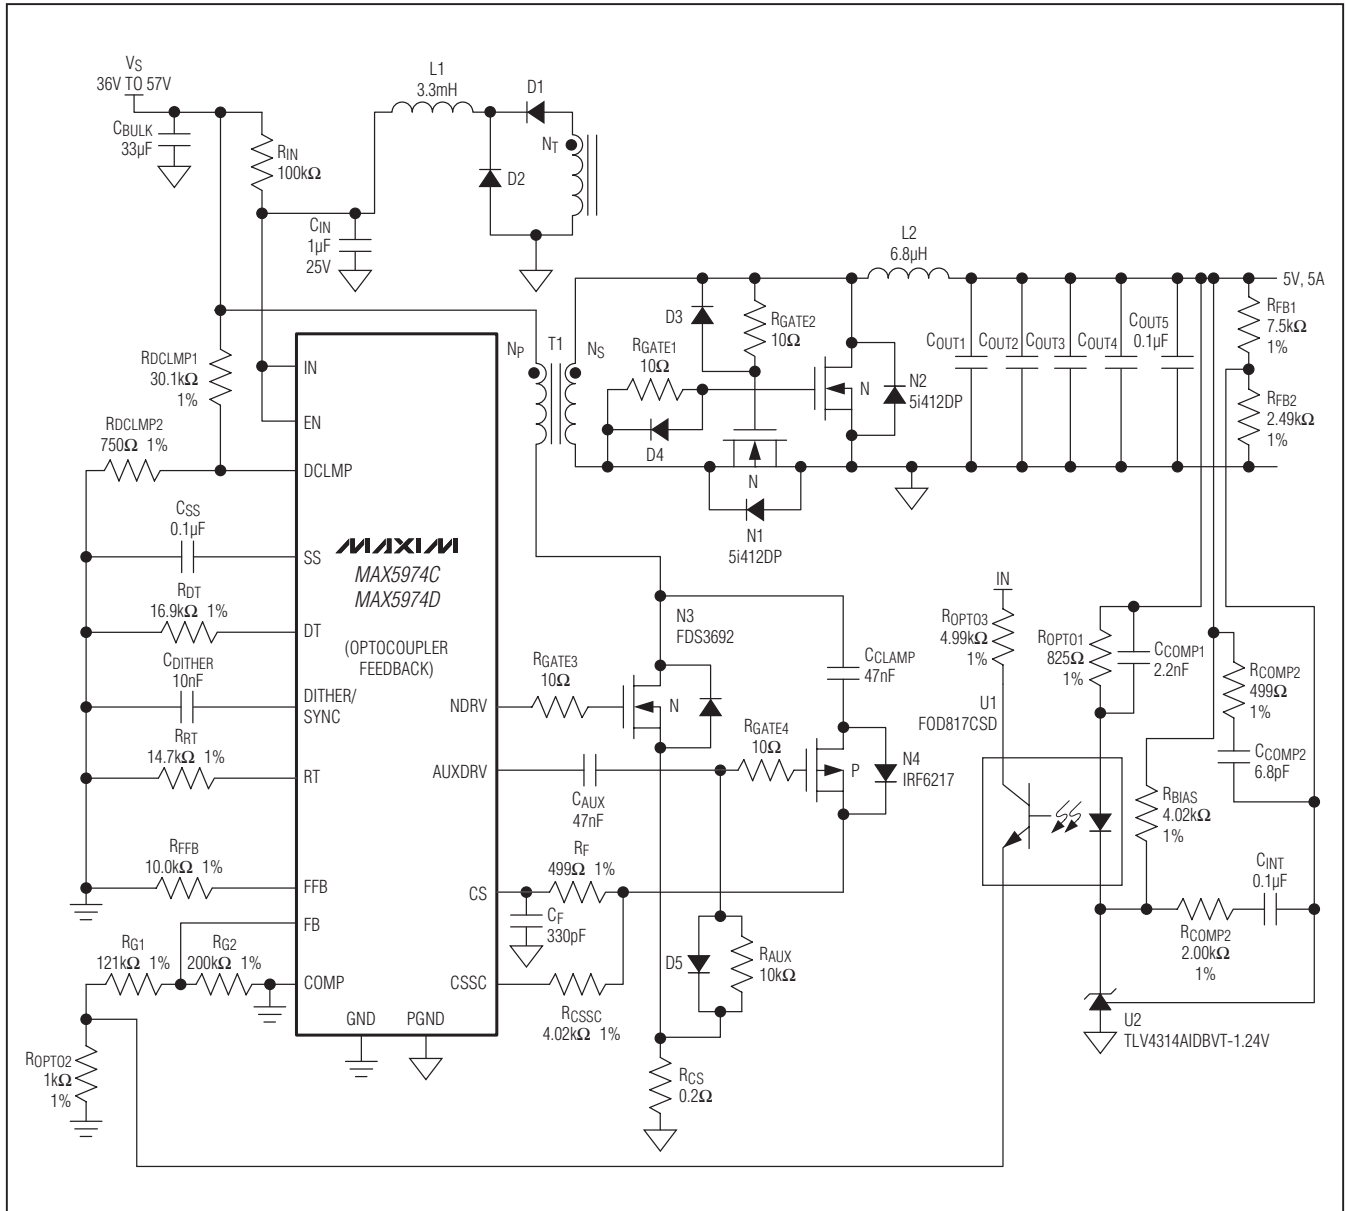 VS
36V TO 57V
CBULK
33µF
RIN
100kΩ
L1
3.3mH
D1
NT
D2
CIN
1µF
25V
L2
6.8µH
5V, 5A
D3
RGATE2
10Ω
RGATE1
10Ω
D4
N
N2
5i412DP
N
N1
5i412DP
COUT1
COUT2
COUT3
COUT4
COUT5
0.1µF
RFB1
7.5kΩ
1%
RFB2
2.49kΩ
1%
NP
T1
NS
RDCLMP1
30.1kΩ
1%
RDCLMP2
750Ω 1%
CSS
0.1µF
RDT
16.9kΩ 1%
CDITHER
10nF
RRT
14.7kΩ 1%
RFFB
10.0kΩ 1%
RG1
121kΩ 1%
RG2
200kΩ 1%
ROPTO2
1kΩ
1%
IN
EN
DCLMP
SS
DT
DITHER/
SYNC
RT
FFB
FB
COMP
GND
PGND
MAXIM
MAX5974C
MAX5974D
(OPTOCOUPLER
FEEDBACK)
NDRV
AUXDRV
CS
CSSC
RGATE3
10Ω
N
N3
FDS3692
CCLAMP
47nF
RGATE4
10Ω
P
N4
IRF6217
CAUX
47nF
RF
499Ω 1%
CF
330pF
D5
RAUX
10kΩ
RCSSC
4.02kΩ 1%
RCS
0.2Ω
IN
ROPTO3
4.99kΩ
1%
U1
FOD817CSD
ROPTO1
825Ω
1%
CCOMP1
2.2nF
RCOMP2
499Ω
1%
CCOMP2
6.8pF
RBIAS
4.02kΩ
1%
CINT
0.1µF
RCOMP2
2.00kΩ
1%
U2
TLV4314AIDBVT-1.24V